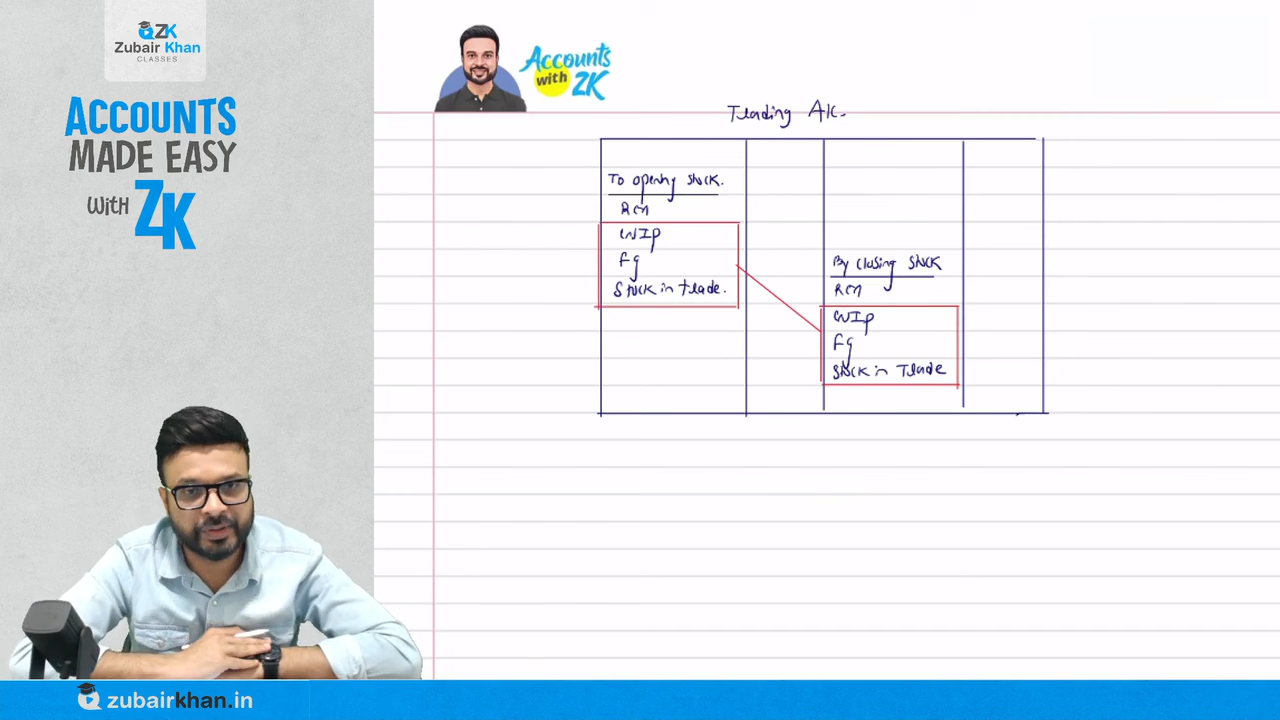 ZK
Zubair Khan
CLASSES
ACCOUNTS
MADE EASY
with ZK
Accounts
with ZK
Trading A/c.
To opening stock.
RM
WIP
Fg
Stock in trade.
By closing stock
RM
WIP
Fg
Stock in Trade
zubairkhan.in